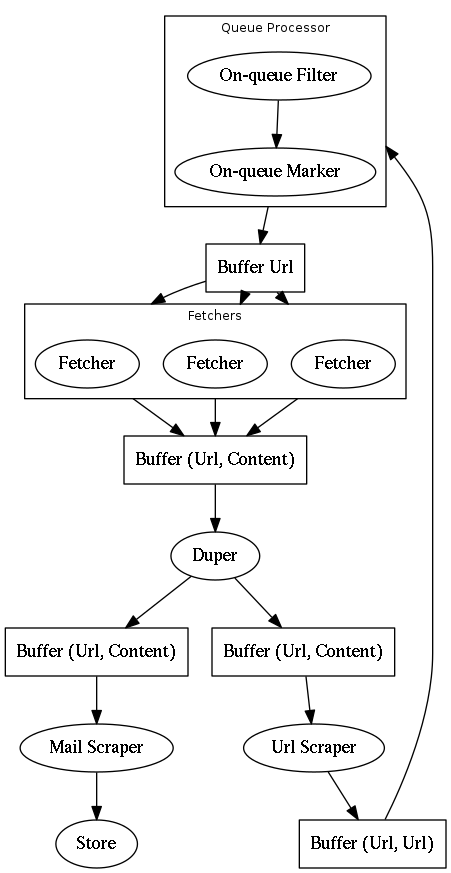 Queue Processor
On-queue Filter
On-queue Marker
Buffer Url
Fetchers
Fetcher Fetcher Fetcher
Buffer (Url, Content)
Duper
Buffer (Url, Content) Buffer (Url, Content)
Mail Scraper Url Scraper
Store Buffer (Url, Url)